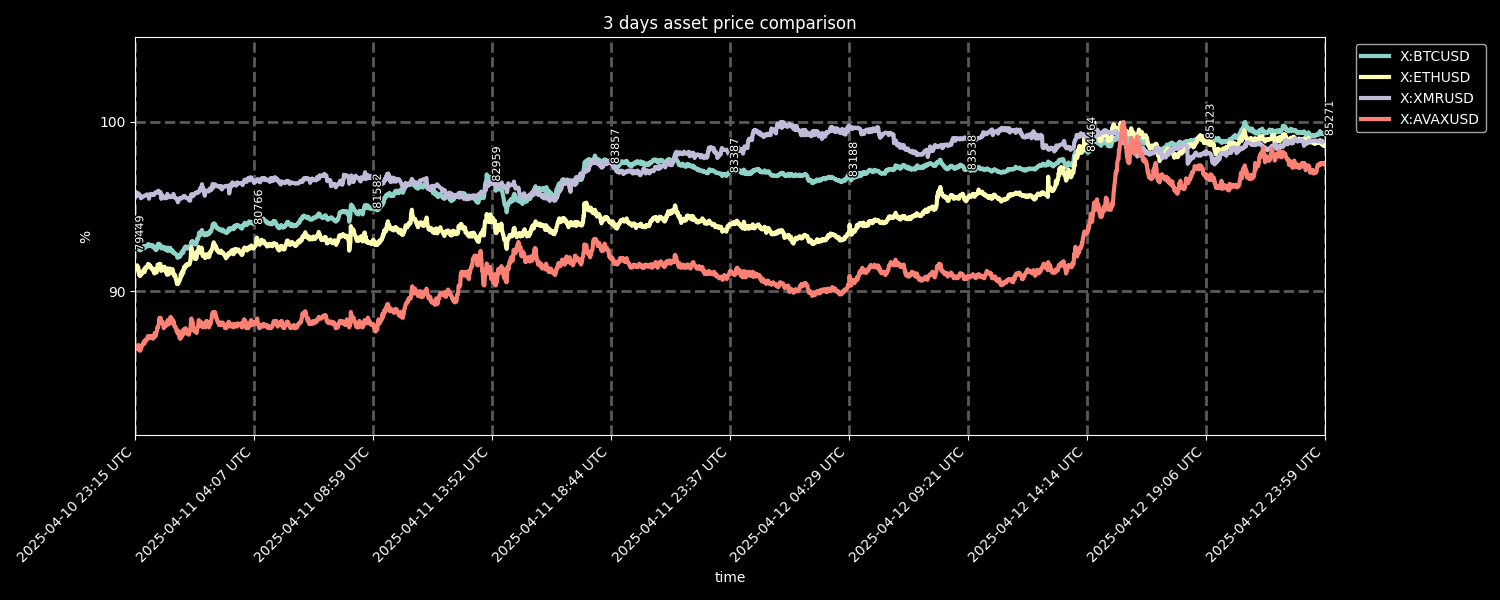 3 days asset price comparison
X:BTCUSD
X:ETHUSD
X:XMRUSD
X:AVAXUSD
100
90
%
79449
80766
81582
82959
83857
83387
83188
83538
84464
85123
85271
2025-04-10 23:15 UTC
2025-04-11 04:07 UTC
2025-04-11 08:59 UTC
2025-04-11 13:52 UTC
2025-04-11 18:44 UTC
2025-04-11 23:37 UTC
2025-04-12 04:29 UTC
2025-04-12 09:21 UTC
2025-04-12 14:14 UTC
2025-04-12 19:06 UTC
2025-04-12 23:59 UTC
time